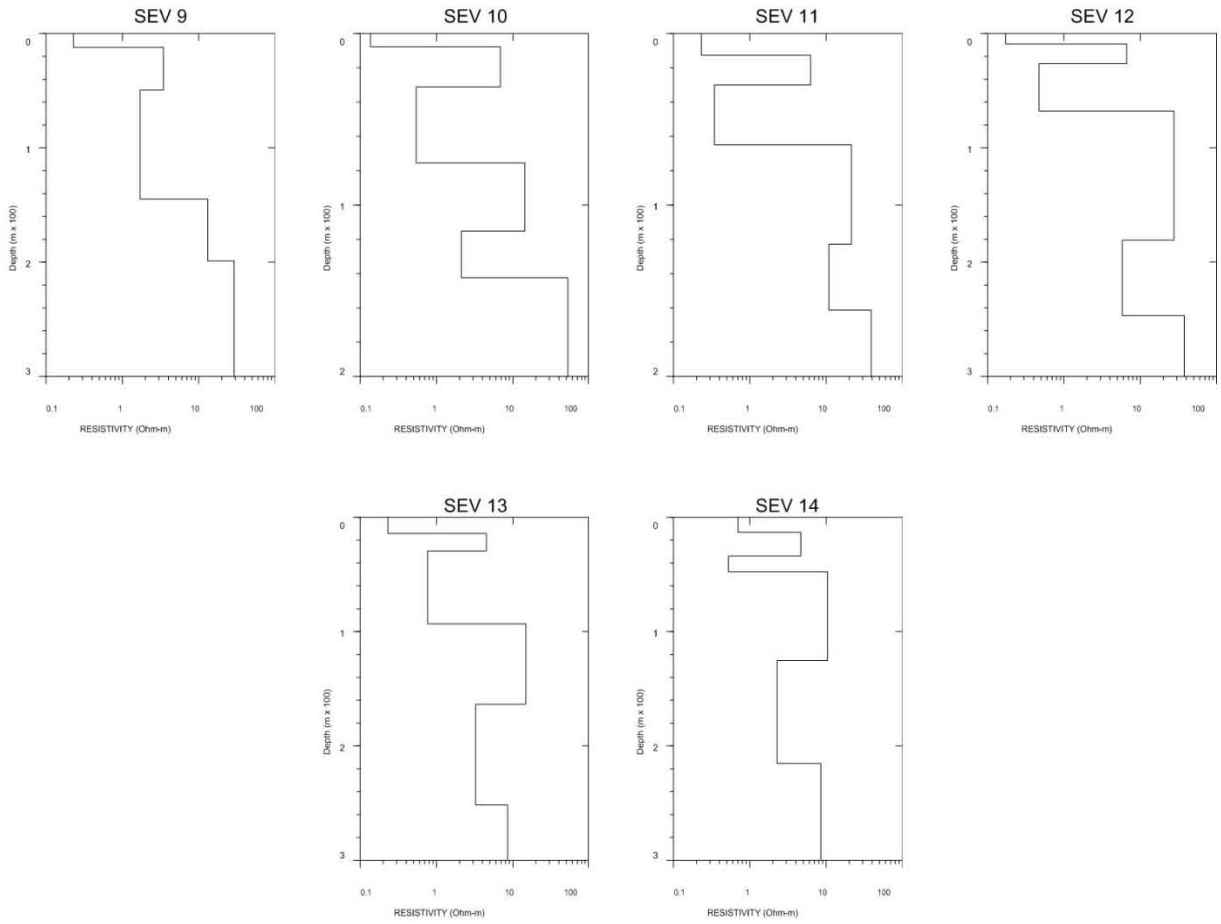 SEV 9
0
1
2
3
Depth (m x 100)
0.1 1 10 100
RESISTIVITY (Ohm-m)
SEV 10
0
1
2
Depth (m x 100)
0.1 1 10 100
RESISTIVITY (Ohm-m)
SEV 11
0
1
2
Depth (m x 100)
0.1 1 10 100
RESISTIVITY (Ohm-m)
SEV 12
0
1
2
3
Depth (m x 100)
0.1 1 10 100
RESISTIVITY (Ohm-m)
SEV 13
0
1
2
3
Depth (m x 100)
0.1 1 10 100
RESISTIVITY (Ohm-m)
SEV 14
0
1
2
3
Depth (m x 100)
0.1 1 10 100
RESISTIVITY (Ohm-m)